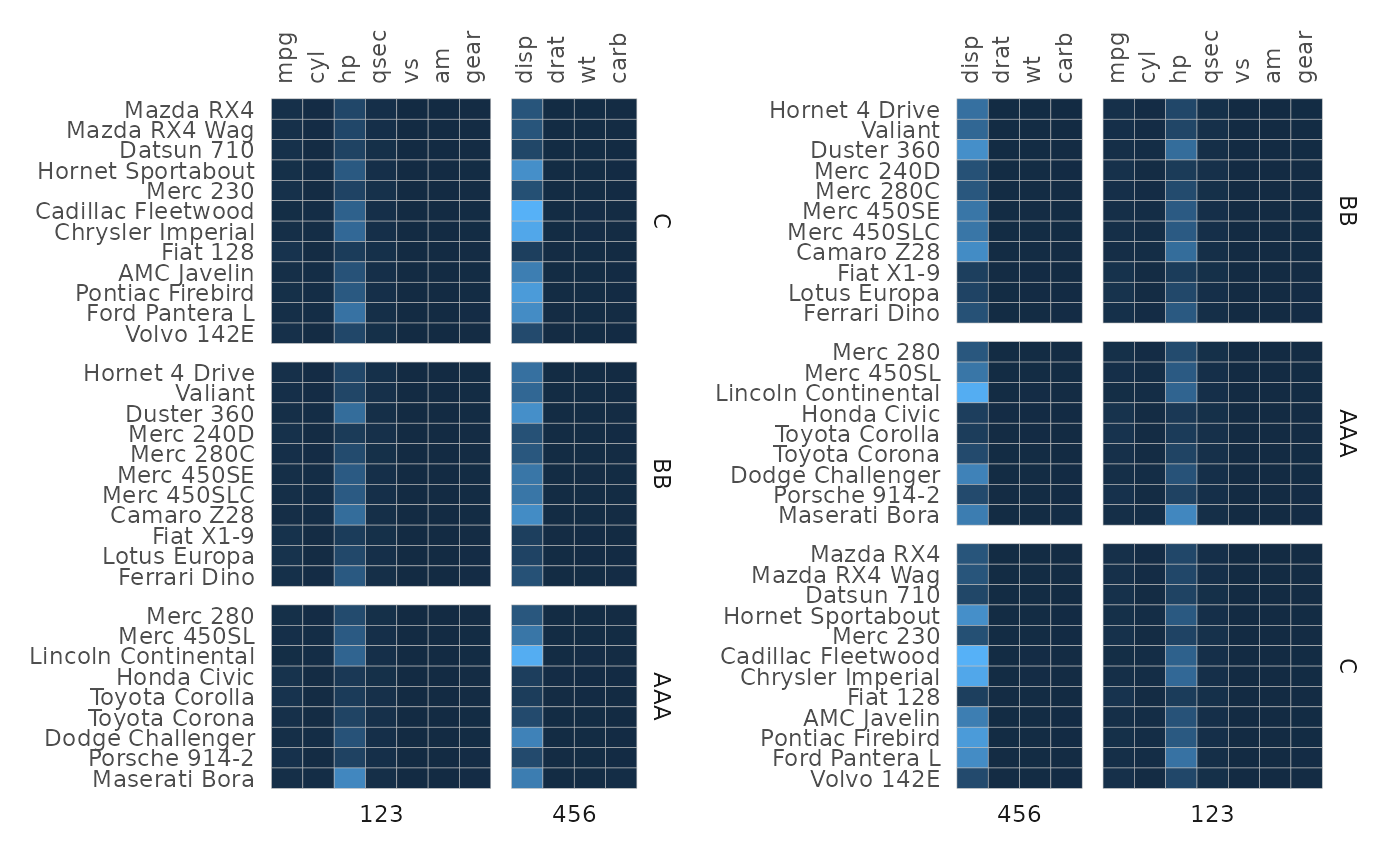 mpg cyl hp qsec vs am gear disp drat wt carb
Mazda RX4
Mazda RX4 Wag
Datsun 710
Hornet Sportabout
Merc 230
Cadillac Fleetwood
Chrysler Imperial
Fiat 128
AMC Javelin
Pontiac Firebird
Ford Pantera L
Volvo 142E
C
Hornet 4 Drive
Valiant
Duster 360
Merc 240D
Merc 280C
Merc 450SE
Merc 450SLC
Camaro Z28
Fiat X1-9
Lotus Europa
Ferrari Dino
BB
Merc 280
Merc 450SL
Lincoln Continental
Honda Civic
Toyota Corolla
Toyota Corona
Dodge Challenger
Porsche 914-2
Maserati Bora
AAA
123 456
disp drat wt carb mpg cyl hp qsec vs am gear
Hornet 4 Drive
Valiant
Duster 360
Merc 240D
Merc 280C
Merc 450SE
Merc 450SLC
Camaro Z28
Fiat X1-9
Lotus Europa
Ferrari Dino
BB
Merc 280
Merc 450SL
Lincoln Continental
Honda Civic
Toyota Corolla
Toyota Corona
Dodge Challenger
Porsche 914-2
Maserati Bora
AAA
Mazda RX4
Mazda RX4 Wag
Datsun 710
Hornet Sportabout
Merc 230
Cadillac Fleetwood
Chrysler Imperial
Fiat 128
AMC Javelin
Pontiac Firebird
Ford Pantera L
Volvo 142E
C
456 123